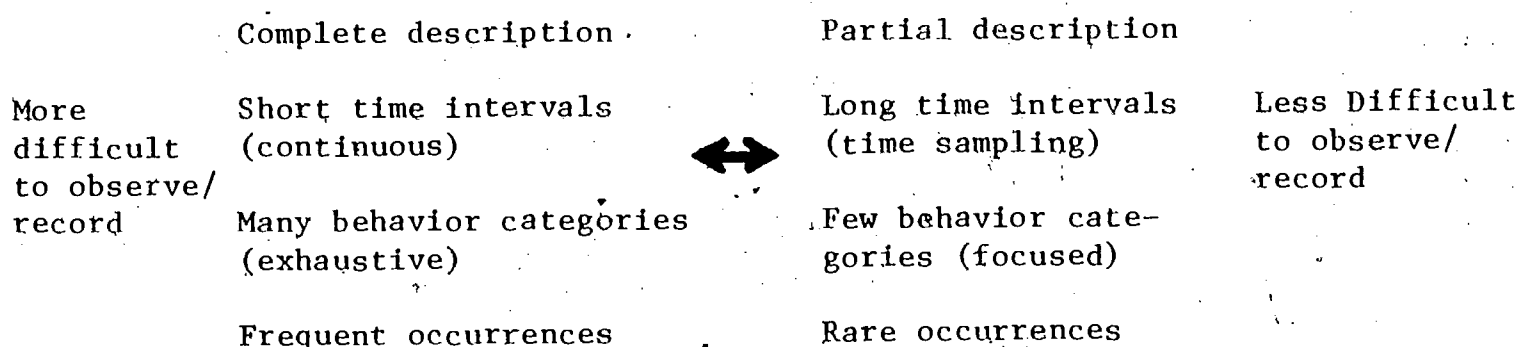 Complete description Partial description
More Short time intervals Long time intervals Less Difficult
difficult (continuous) (time sampling) to observe/
to observe/ record
record Many behavior categories Few behavior cate-
(exhaustive) gories (focused)
Frequent occurrences Rare occurrences